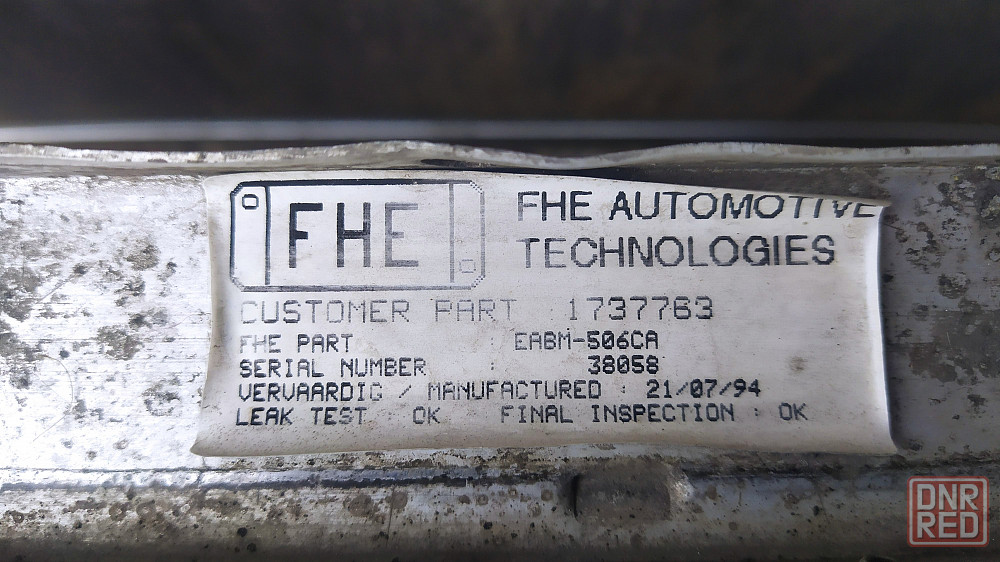 FHE
FHE AUTOMOTIVE
TECHNOLOGIES
CUSTOMER PART : 1737763
FHE PART : EABM-506CA
SERIAL NUMBER : 38058
VERVAARDIG / MANUFACTURED : 21/07/94
LEAK TEST : OK FINAL INSPECTION : OK
DNR
RED